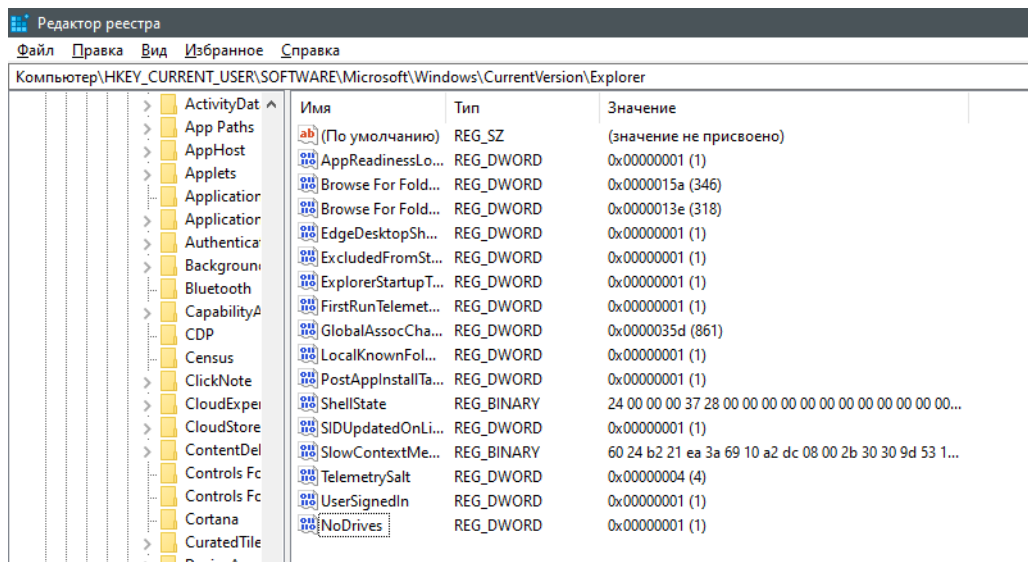 Редактор реестра
Файл Правка Вид Избранное Справка
Компьютер\HKEY_CURRENT_USER\SOFTWARE\Microsoft\Windows\CurrentVersion\Explorer
ActivityDat
App Paths
AppHost
Applets
Application
Application
Authentica
Backgroun
Bluetooth
CapabilityA
CDP
Census
ClickNote
CloudExper
CloudStore
ContentDel
Controls Fo
Controls Fo
Cortana
CuratedTile
Имя Тип Значение
(По умолчанию) REG_SZ (значение не присвоено)
AppReadinessLo... REG_DWORD 0x00000001 (1)
Browse For Fold... REG_DWORD 0x0000015a (346)
Browse For Fold... REG_DWORD 0x0000013e (318)
EdgeDesktopSh... REG_DWORD 0x00000001 (1)
ExcludedFromSt... REG_DWORD 0x00000001 (1)
ExplorerStartupT... REG_DWORD 0x00000001 (1)
FirstRunTelemet... REG_DWORD 0x00000001 (1)
GlobalAssocCha... REG_DWORD 0x0000035d (861)
LocalKnownFol... REG_DWORD 0x00000001 (1)
PostAppInstallTa... REG_DWORD 0x00000001 (1)
ShellState REG_BINARY 24 00 00 00 37 28 00 00 00 00 00 00 00 00 00 00 00 00...
SIDUpdatedOnLi... REG_DWORD 0x00000001 (1)
SlowContextMe... REG_BINARY 60 24 b2 21 ea 3a 69 10 a2 dc 08 00 2b 30 30 9d 53 1...
TelemetrySalt REG_DWORD 0x00000004 (4)
UserSignedIn REG_DWORD 0x00000001 (1)
NoDrives REG_DWORD 0x00000001 (1)